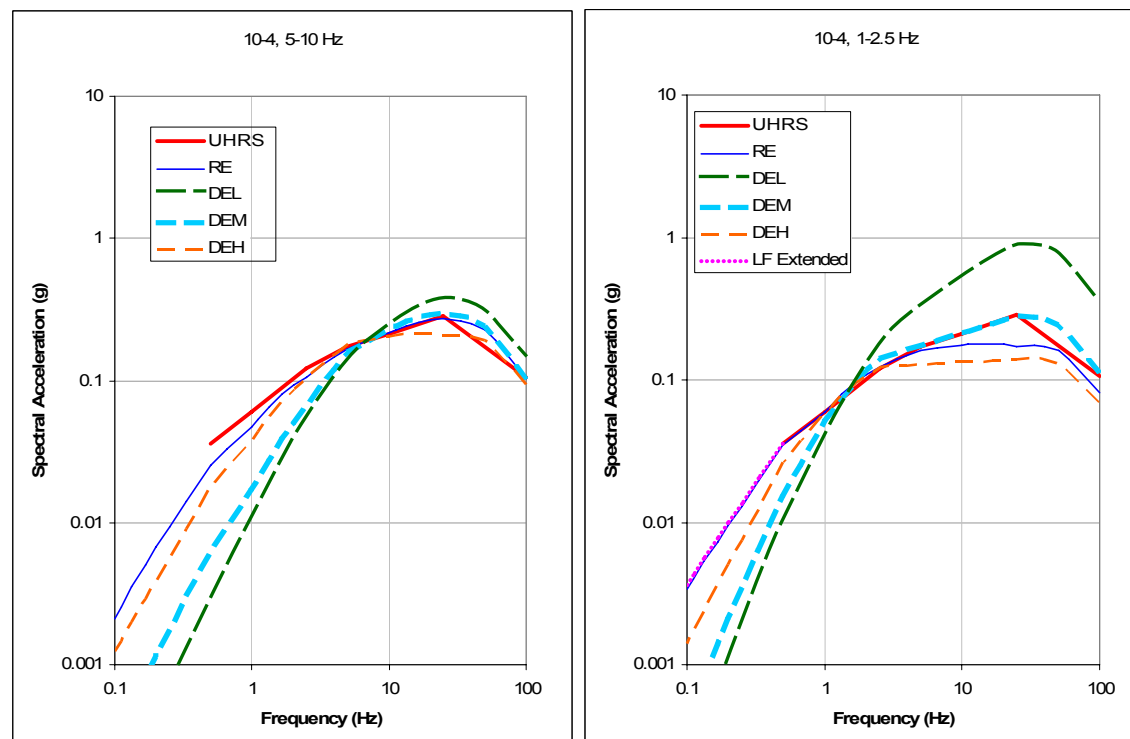 10-4, 5-10 Hz
10
1
0.1
0.01
0.001
0.1
1
10
100
Spectral Acceleration (g)
Frequency (Hz)
UHRS
RE
DEL
DEM
DEH
10-4, 1-2.5 Hz
10
1
0.1
0.01
0.001
0.1
1
10
100
Spectral Acceleration (g)
Frequency (Hz)
UHRS
RE
DEL
DEM
DEH
LF Extended